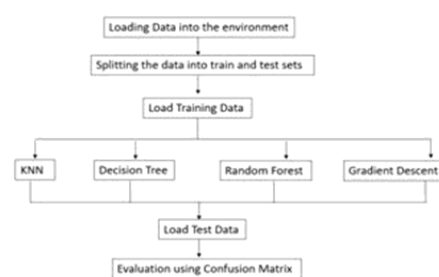 Loading Data into the environment
Splitting the data into train and test sets
Load Training Data
KNN
Decision Tree
Random Forest
Gradient Descent
Load Test Data
Evaluation using Confusion Matrix